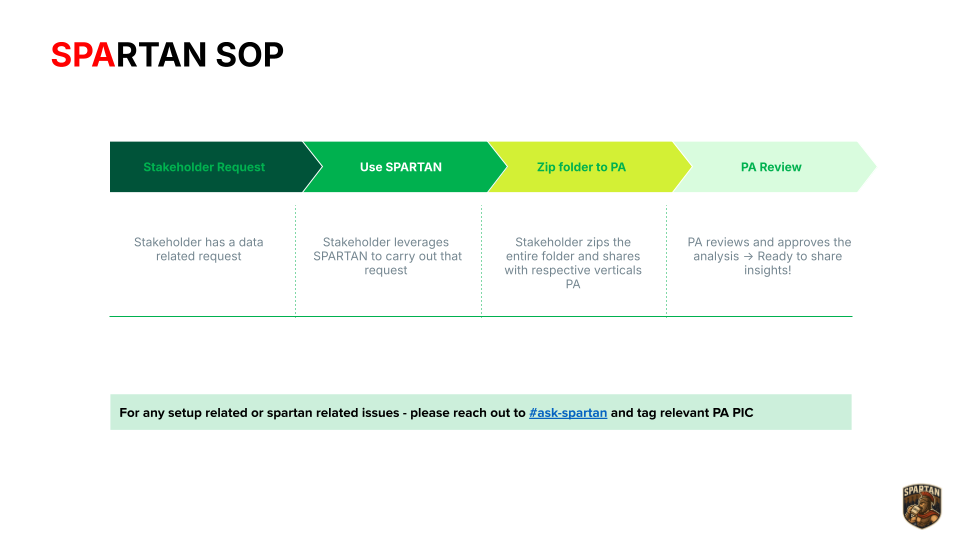 SPARTAN SOP
Stakeholder Request
Use SPARTAN
Zip folder to PA
PA Review
Stakeholder has a data
related request
Stakeholder leverages
SPARTAN to carry out that
request
Stakeholder zips the
entire folder and shares
with respective verticals
PA
PA reviews and approves the
analysis → Ready to share
insights!
For any setup related or spartan related issues - please reach out to #ask-spartan and tag relevant PA PIC
SPARTAN